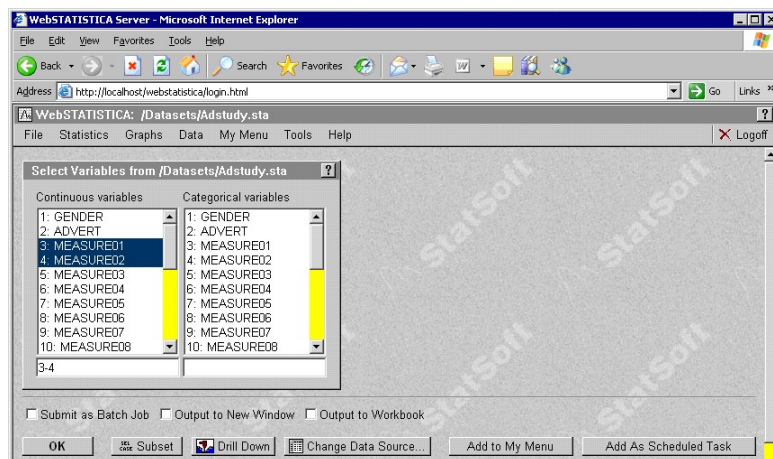 WebSTATISTICA Server - Microsoft Internet Explorer
File Edit View Favorites Tools Help
Back Search Favorites
Address http://localhost/webstatistica/login.html Go Links »
WebSTATISTICA: /Datasets/Adstudy.sta ?
File Statistics Graphs Data My Menu Tools Help Logoff
Select Variables from /Datasets/Adstudy.sta ?
Continuous variables Categorical variables
1: GENDER 1: GENDER
2: ADVERT 2: ADVERT
3: MEASURE01 3: MEASURE01
4: MEASURE02 4: MEASURE02
5: MEASURE03 5: MEASURE03
6: MEASURE04 6: MEASURE04
7: MEASURE05 7: MEASURE05
8: MEASURE06 8: MEASURE06
9: MEASURE07 9: MEASURE07
10: MEASURE08 10: MEASURE08
3-4
StatSoft
StatSoft
StatSoft
Submit as Batch Job Output to New Window Output to Workbook
OK SEL CASE Subset Drill Down Change Data Source... Add to My Menu Add As Scheduled Task